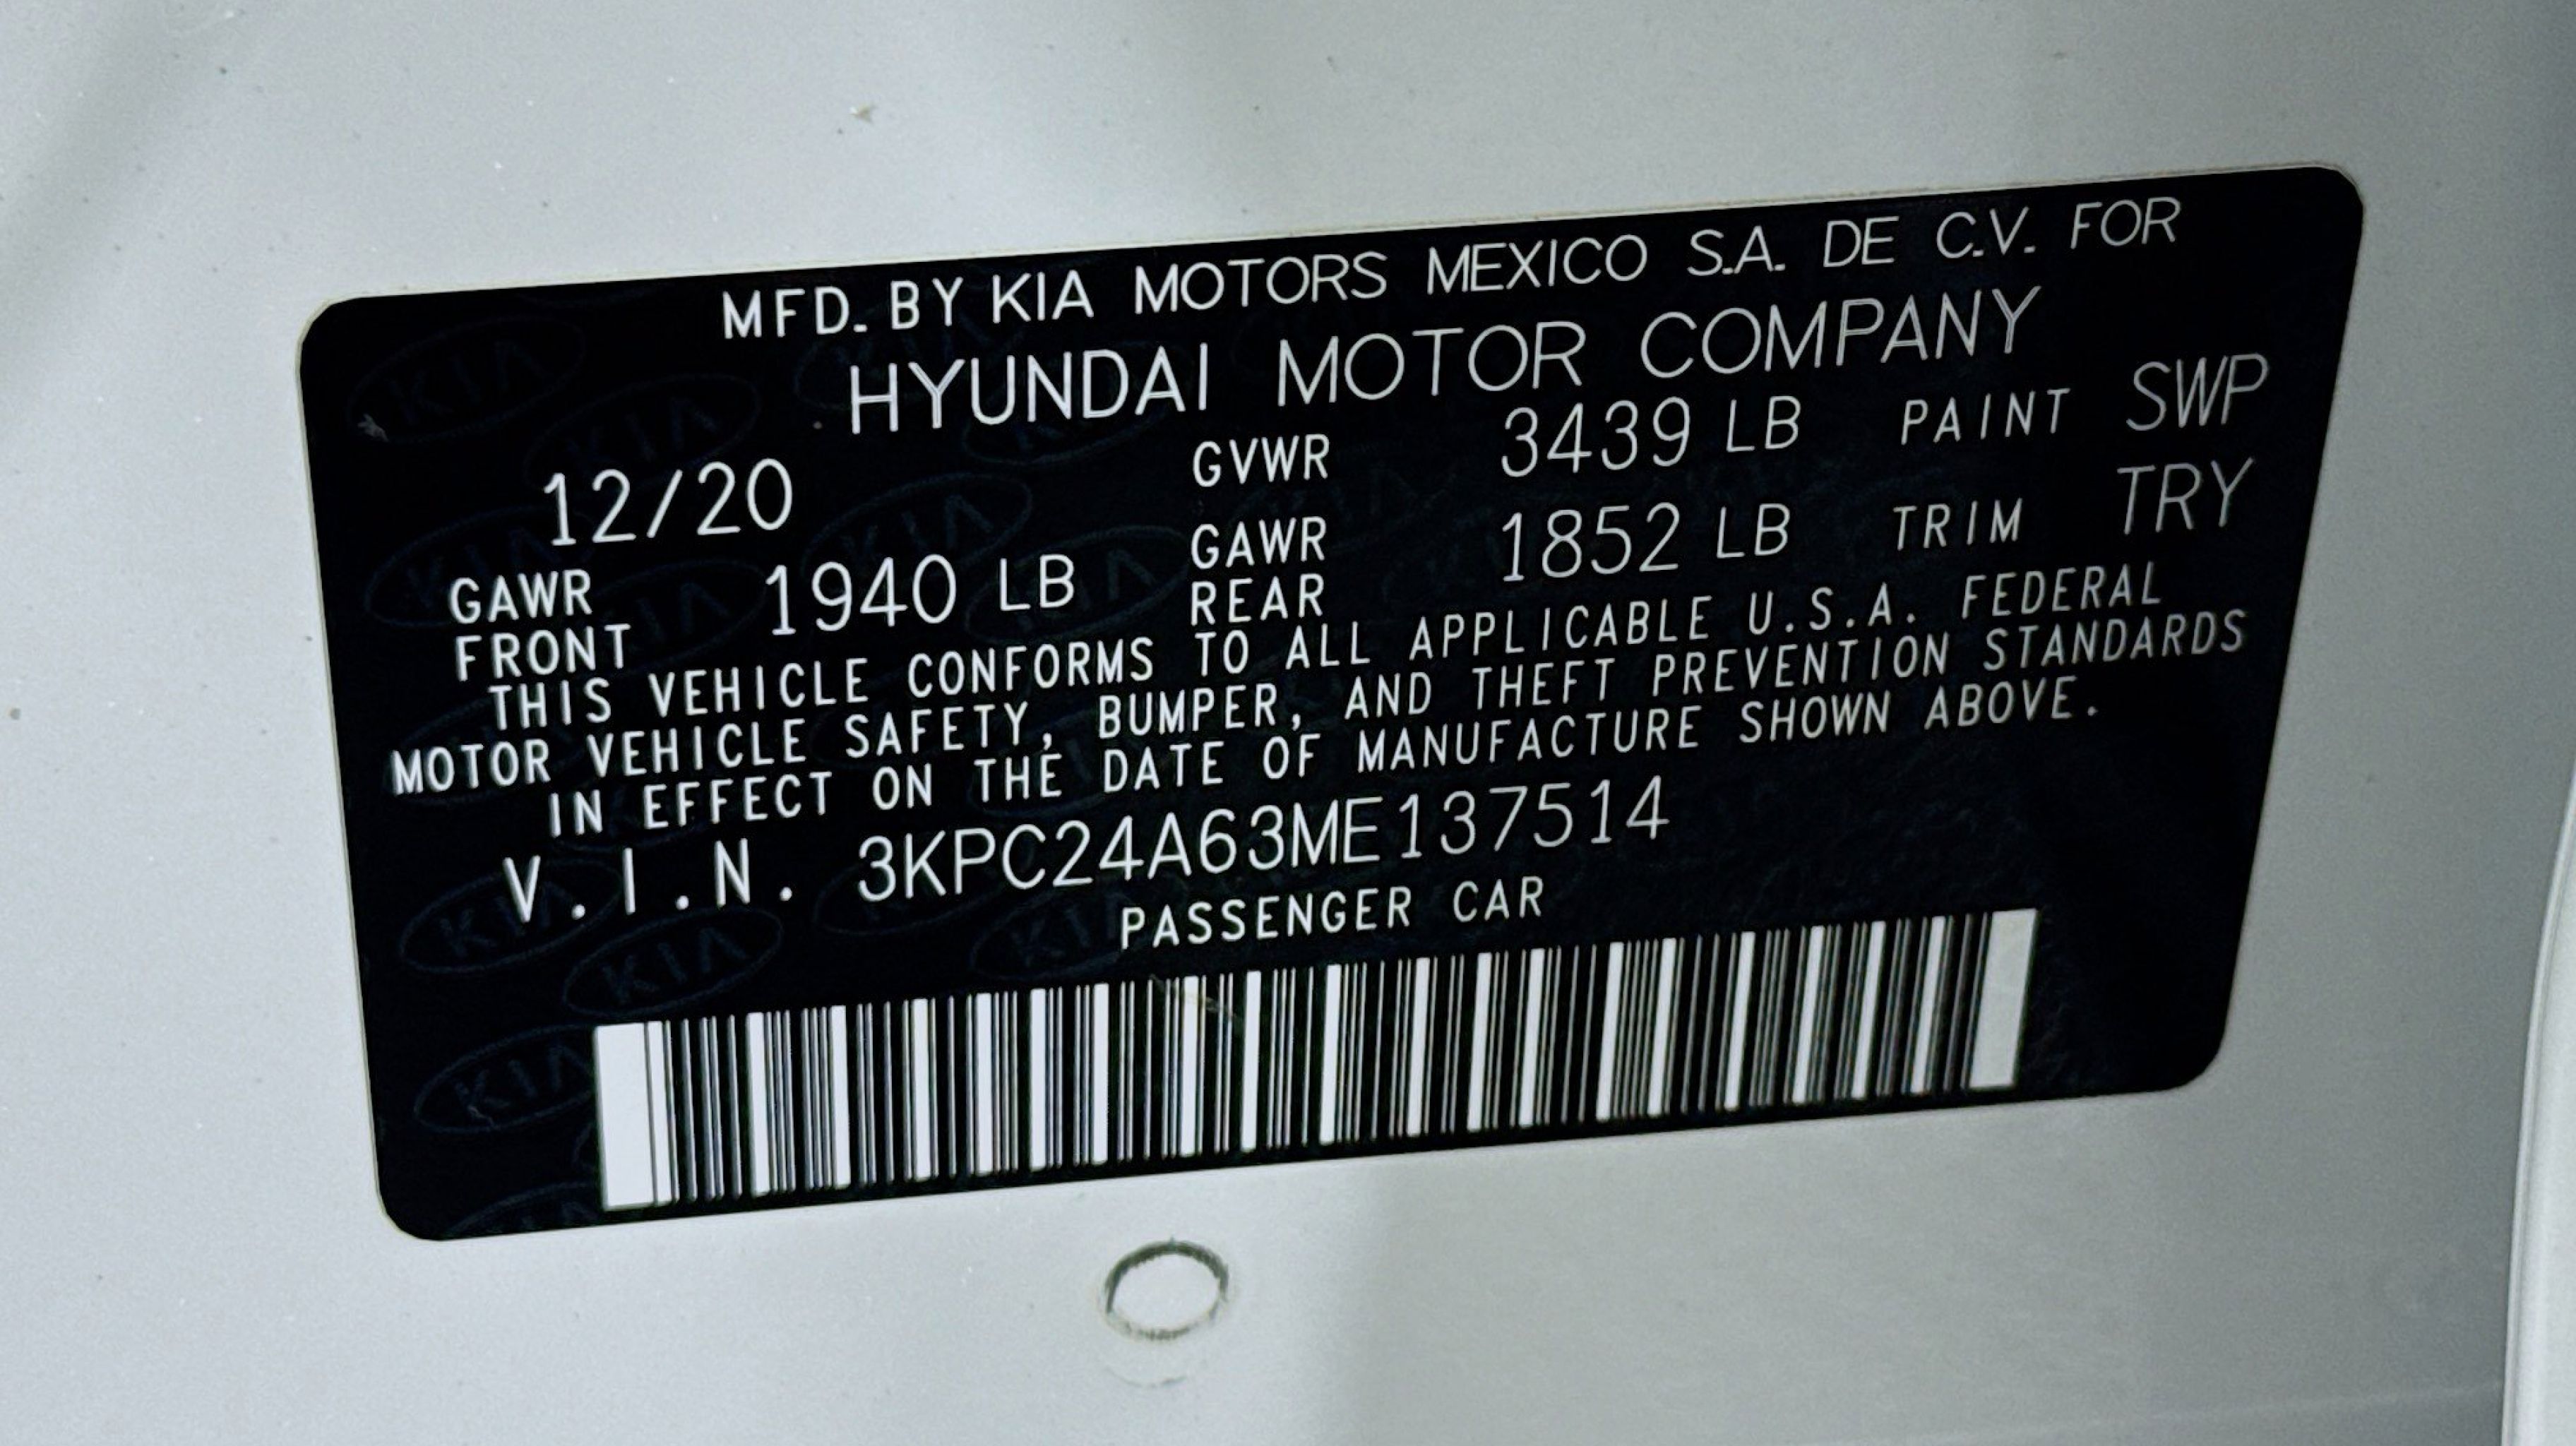 MFD. BY KIA MOTORS MEXICO S.A. DE C.V. FOR
HYUNDAI MOTOR COMPANY
12/20 GVWR 3439 LB PAINT SWP
GAWR FRONT 1940 LB GAWR REAR 1852 LB TRIM TRY
THIS VEHICLE CONFORMS TO ALL APPLICABLE U.S.A. FEDERAL
MOTOR VEHICLE SAFETY, BUMPER, AND THEFT PREVENTION STANDARDS
IN EFFECT ON THE DATE OF MANUFACTURE SHOWN ABOVE.
V.I.N. 3KPC24A63ME137514
PASSENGER CAR